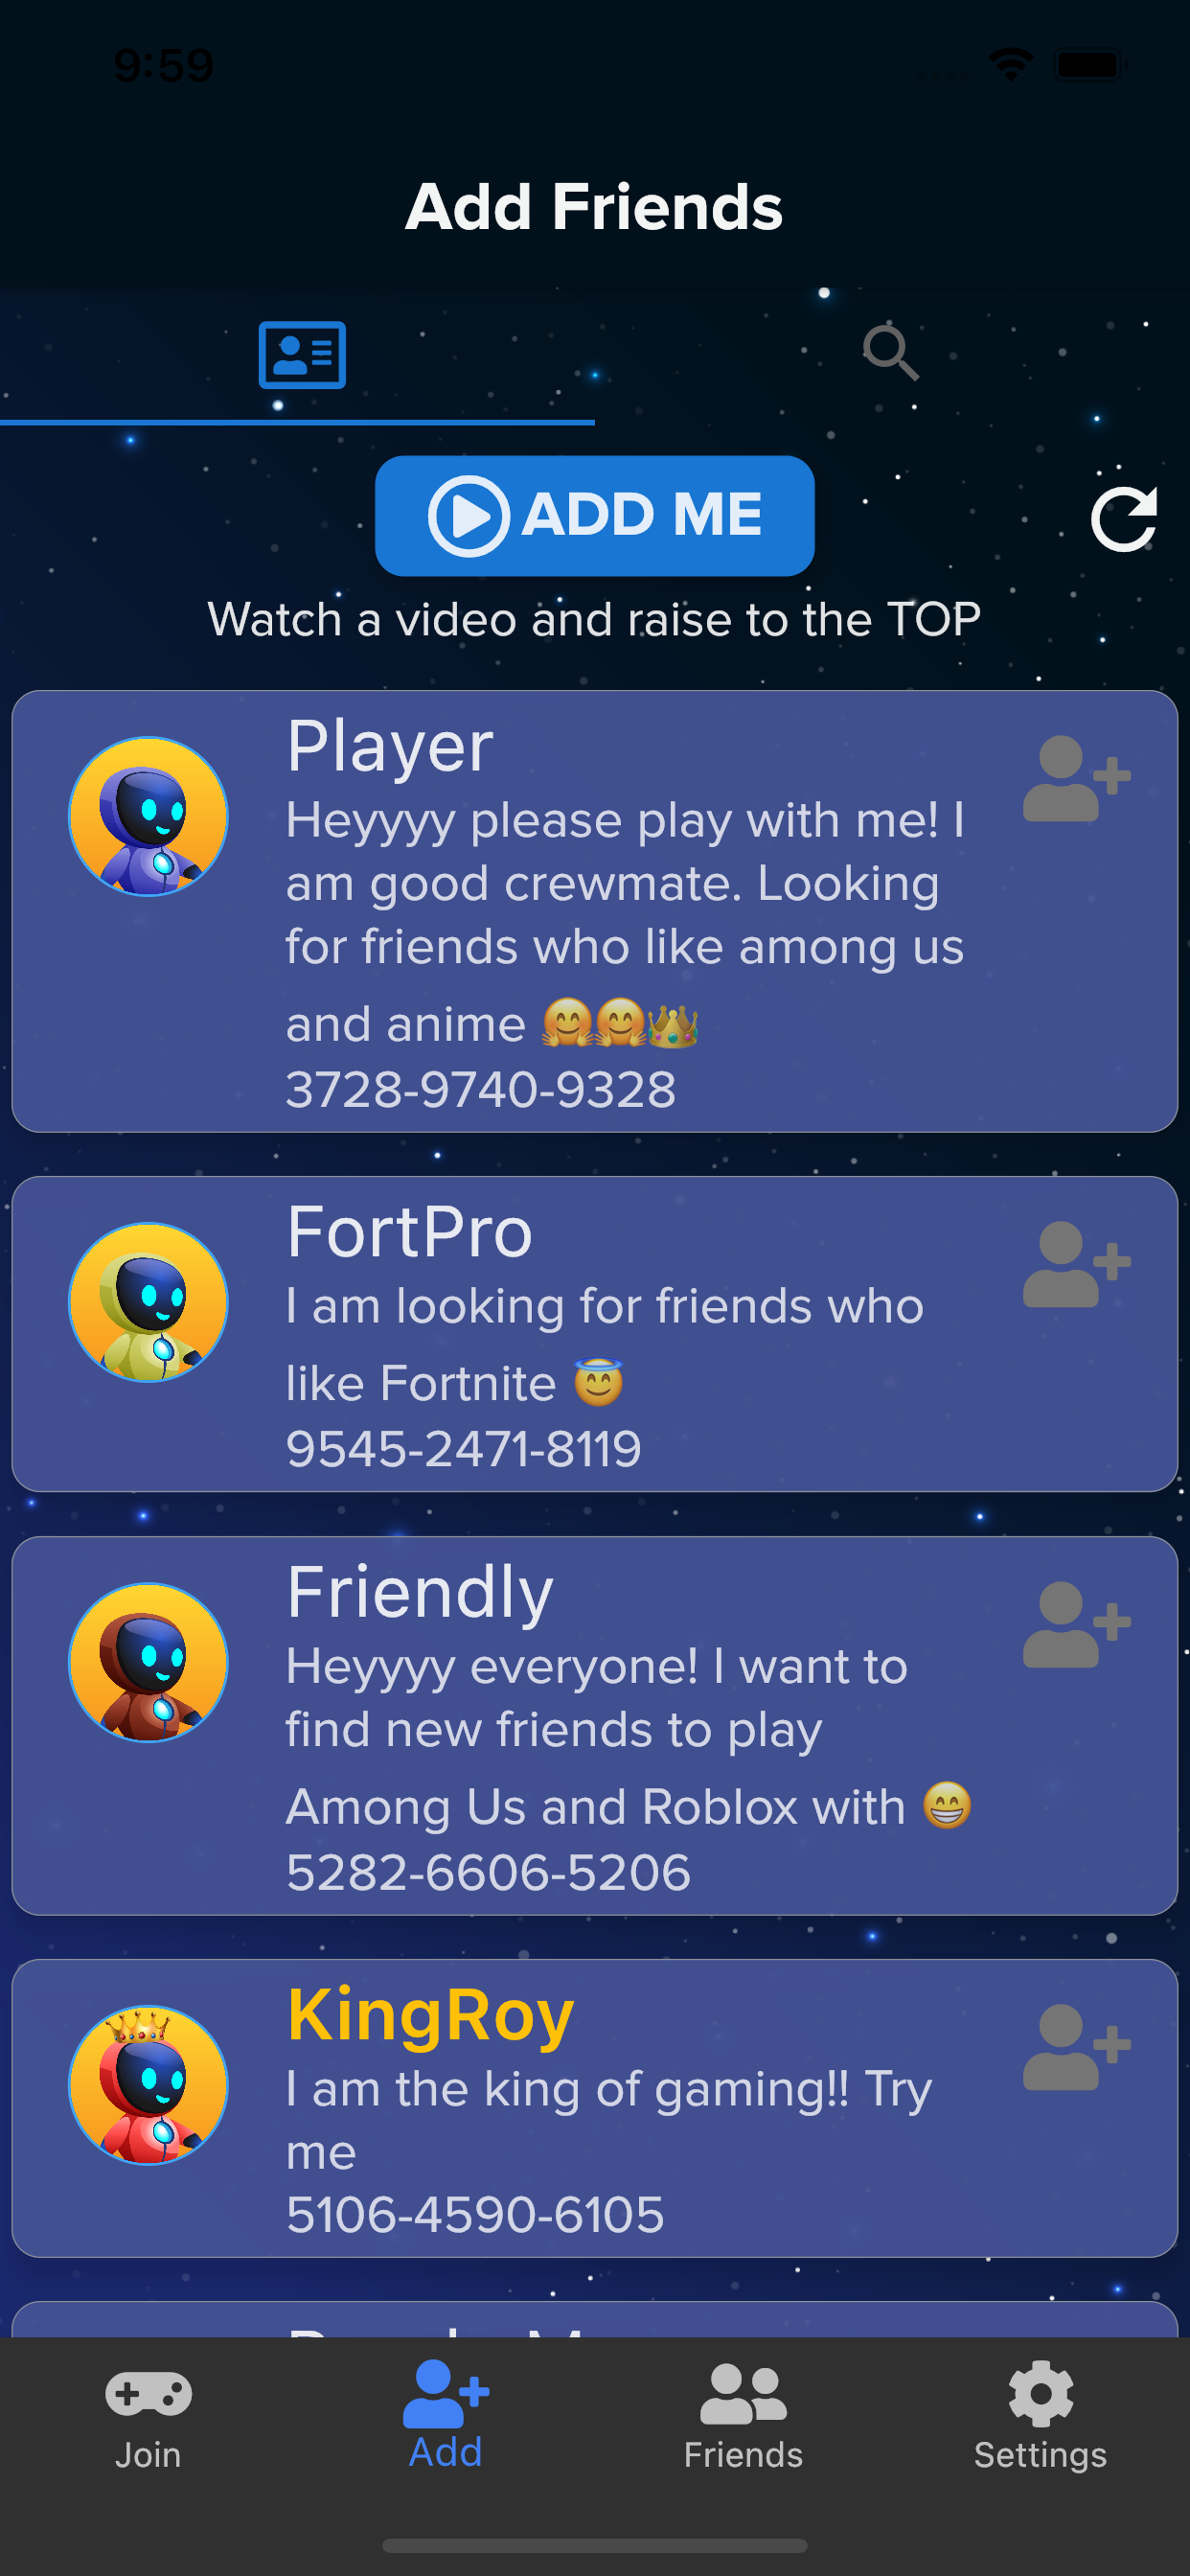 9:59
Add Friends
ADD ME
Watch a video and raise to the TOP
Player
Heyyyy please play with me! I
am good crewmate. Looking
for friends who like among us
and anime 🤗🤗👑
3728-9740-9328
FortPro
I am looking for friends who
like Fortnite 😇
9545-2471-8119
Friendly
Heyyyy everyone! I want to
find new friends to play
Among Us and Roblox with 😁
5282-6606-5206
KingRoy
I am the king of gaming!! Try
me
5106-4590-6105
Join
Add
Friends
Settings